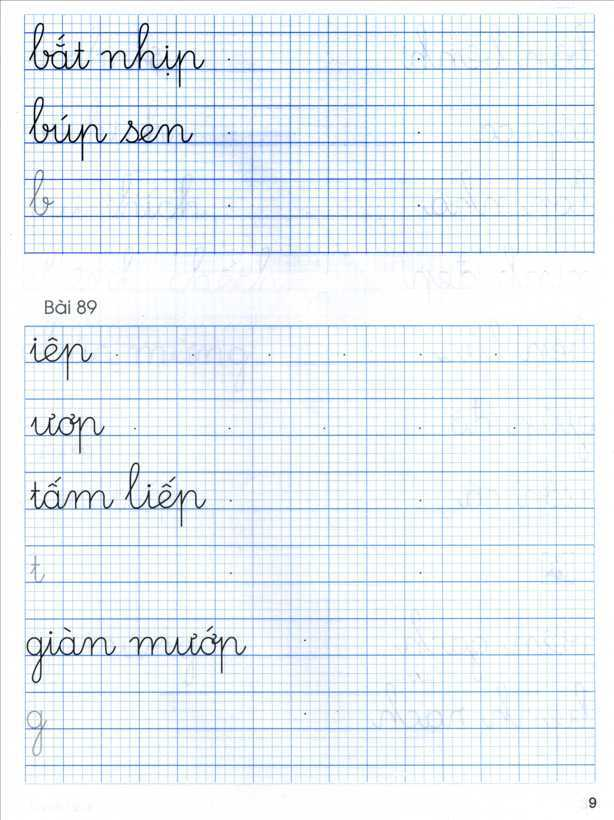 bắt nhịp
búp sen
b
Bài 89
iêp
ươp
tấm liếp
t
giàn mướp
g
9